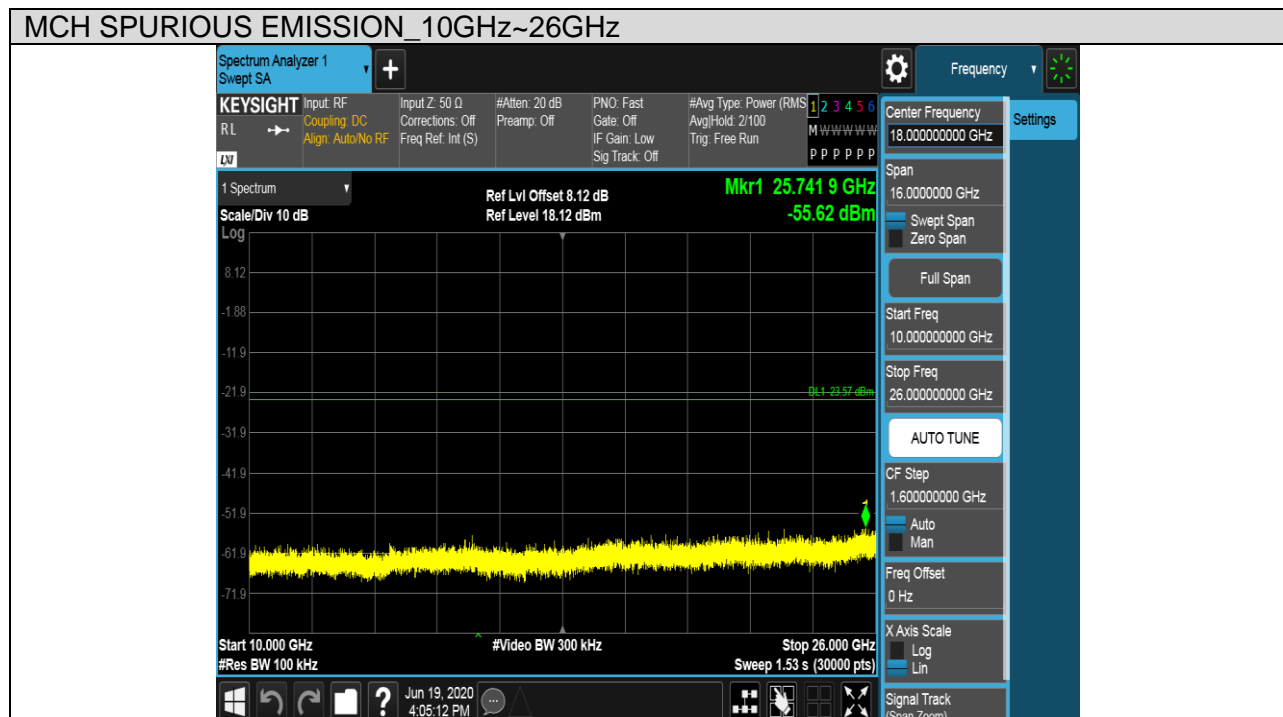 MCH SPURIOUS EMISSION_10GHz~26GHz
Spectrum Analyzer 1
Swept SA
+
Frequency
KEYSIGHT
RL
LXI
Input: RF
Coupling: DC
Align: Auto/No RF
Input Z: 50 Ω
Corrections: Off
Freq Ref: Int (S)
#Atten: 20 dB
Preamp: Off
PNO: Fast
Gate: Off
IF Gain: Low
Sig Track: Off
#Avg Type: Power (RMS
Avg|Hold: 2/100
Trig: Free Run
1 2 3 4 5 6
M W W W W W
P P P P P P
1 Spectrum
Scale/Div 10 dB
Ref Lvl Offset 8.12 dB
Ref Level 18.12 dBm
Mkr1 25.741 9 GHz
-55.62 dBm
Log
8.12
-1.88
-11.9
-21.9
-31.9
-41.9
-51.9
-61.9
-71.9
DL1 -23.57 dBm
1
Start 10.000 GHz
#Res BW 100 kHz
#Video BW 300 kHz
Stop 26.000 GHz
Sweep 1.53 s (30000 pts)
?
Jun 19, 2020
4:05:12 PM
Center Frequency
18.000000000 GHz
Settings
Span
16.0000000 GHz
Swept Span
Zero Span
Full Span
Start Freq
10.000000000 GHz
Stop Freq
26.000000000 GHz
AUTO TUNE
CF Step
1.600000000 GHz
Auto
Man
Freq Offset
0 Hz
X Axis Scale
Log
Lin
Signal Track
(Span Zoom)